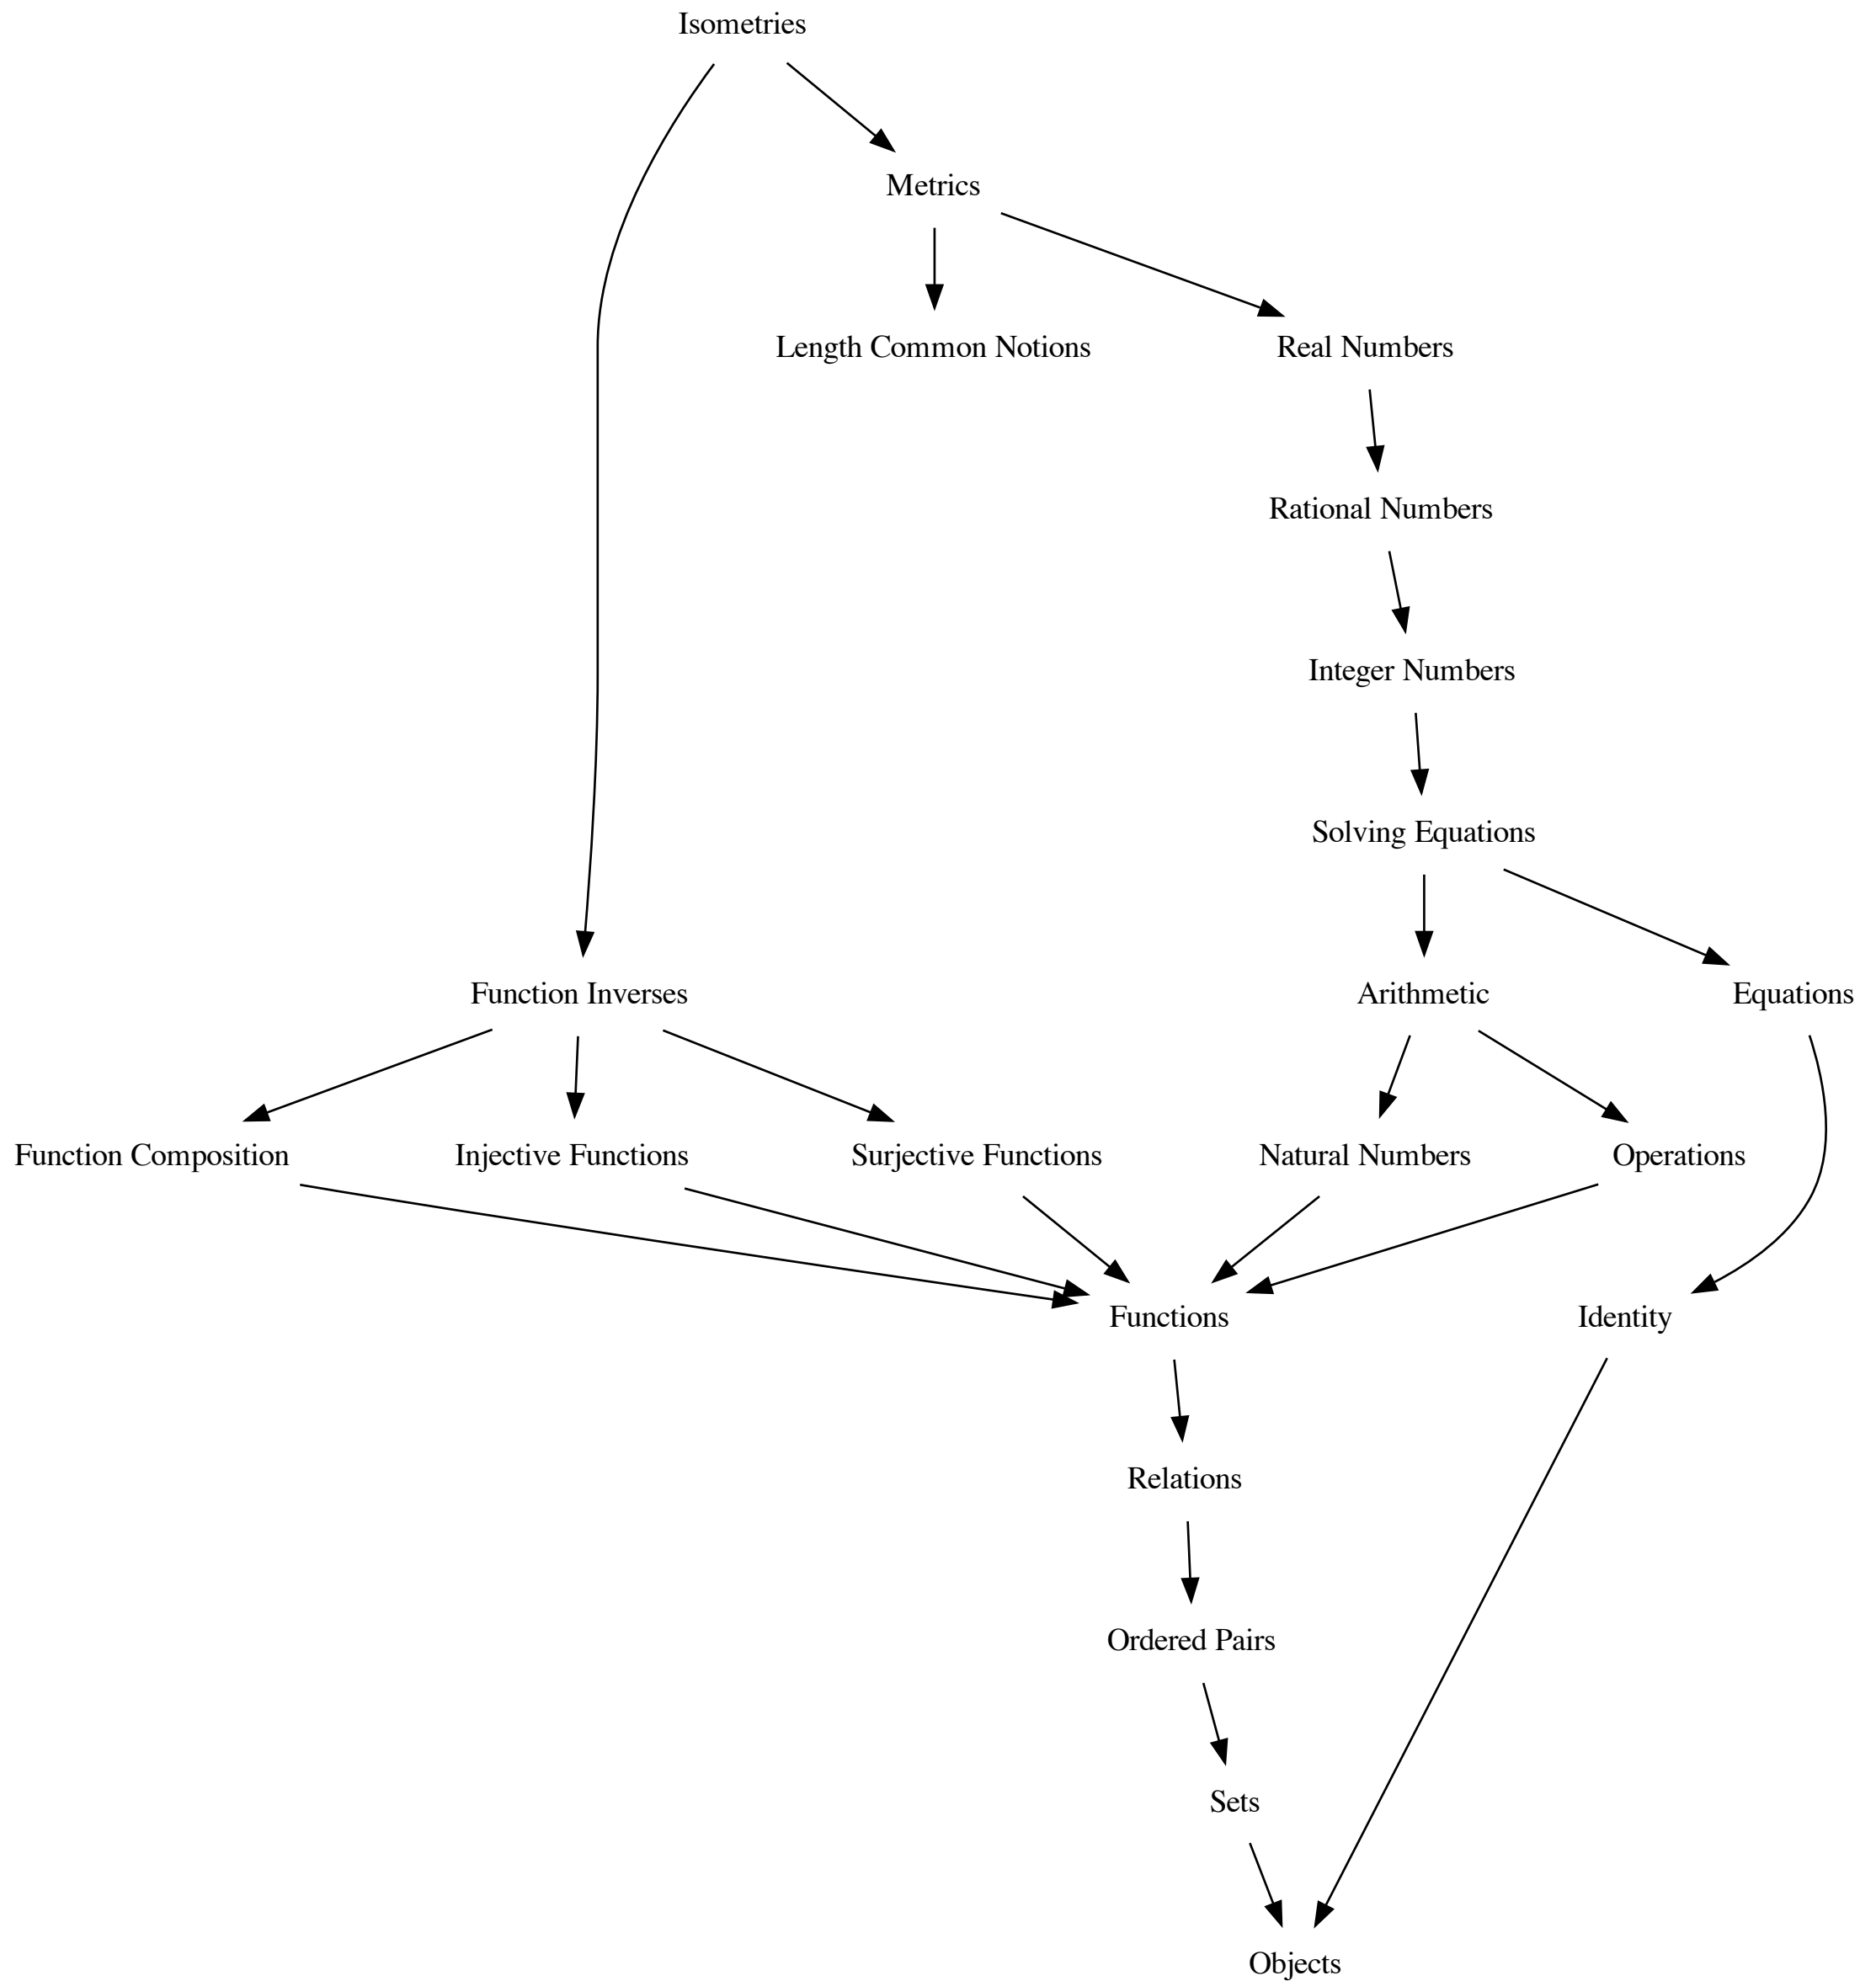 Isometries
Metrics
Length Common Notions
Real Numbers
Rational Numbers
Integer Numbers
Solving Equations
Function Inverses
Arithmetic
Equations
Function Composition
Injective Functions
Surjective Functions
Natural Numbers
Operations
Functions
Identity
Relations
Ordered Pairs
Sets
Objects